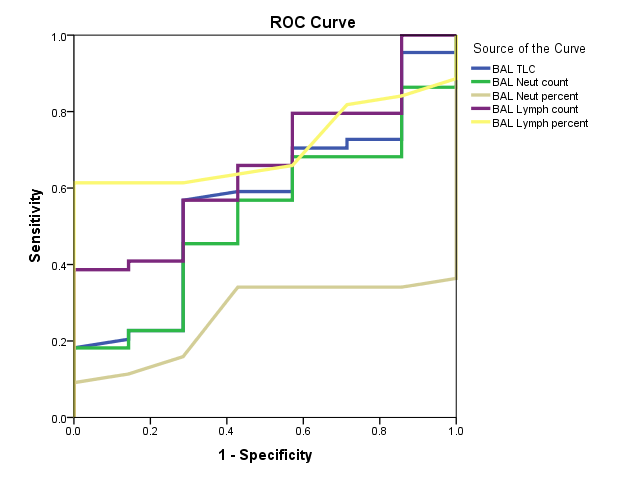 ROC Curve
Source of the Curve
BAL TLC
BAL Neut count
BAL Neut percent
BAL Lymph count
BAL Lymph percent
Sensitivity
1.0
0.8
0.6
0.4
0.2
0.0
0.0 0.2 0.4 0.6 0.8 1.0
1 - Specificity